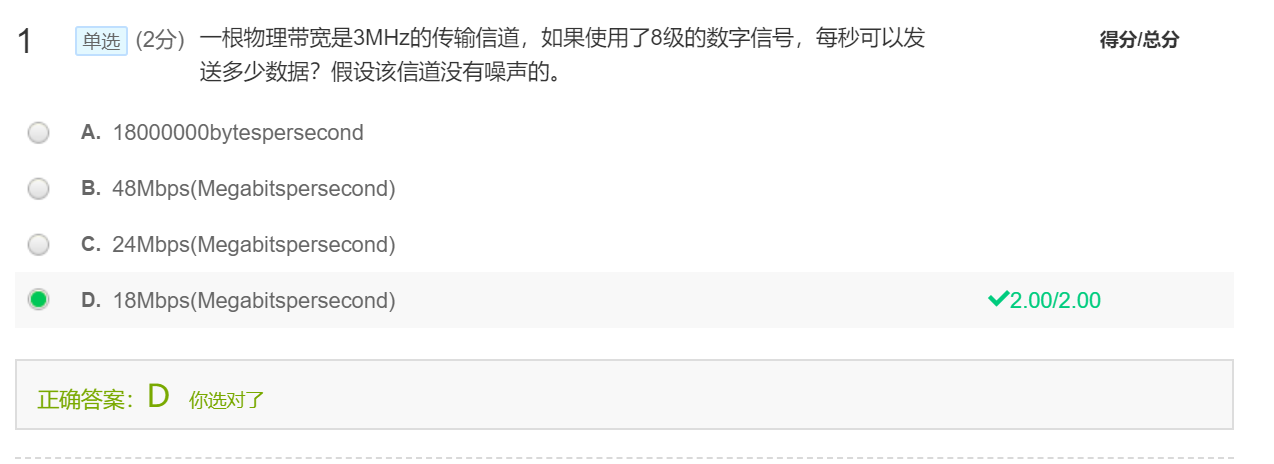 1 单选 (2分) 一根物理带宽是3MHz的传输信道，如果使用了8级的数字信号，每秒可以发 得分/总分
送多少数据？假设该信道没有噪声的。
A. 18000000bytespersecond
B. 48Mbps(Megabitspersecond)
C. 24Mbps(Megabitspersecond)
D. 18Mbps(Megabitspersecond) 2.00/2.00
正确答案：D 你选对了